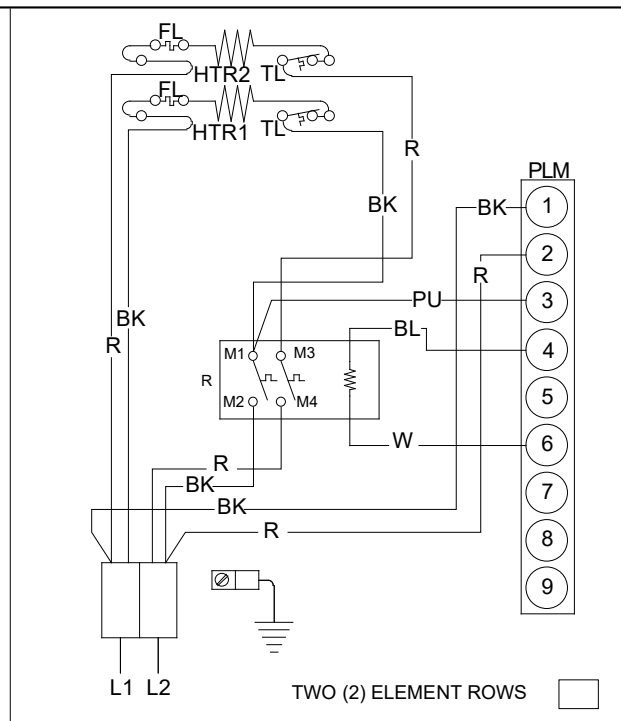 FL
HTR2 TL
FL
HTR1 TL
R
PLM
BK
BK 1
R 2
PU 3
BK
BL 4
R
M1 M3
R
5
M2 M4
W 6
R
BK
7
BK
R 8
9
L1 L2
TWO (2) ELEMENT ROWS